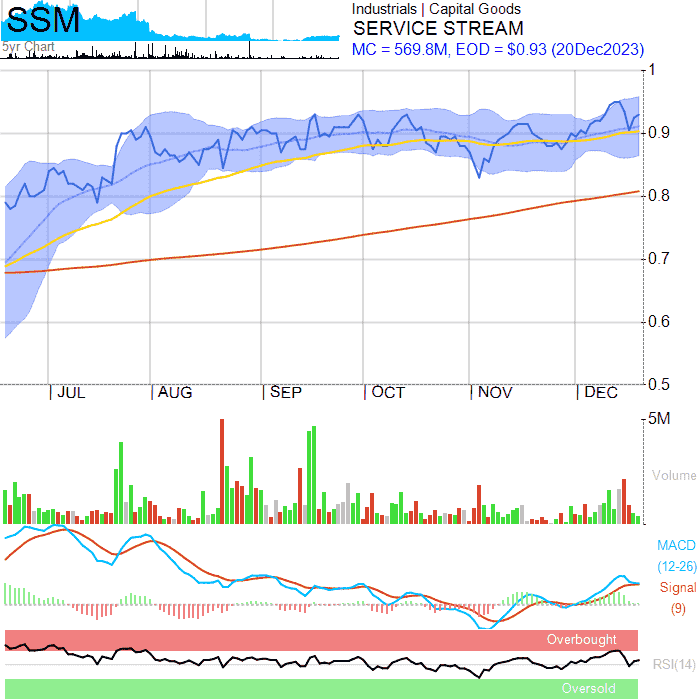 SSM
5yr Chart
Industrials | Capital Goods
SERVICE STREAM
MC = 569.8M, EOD = $0.93 (20Dec2023)
1
0.9
0.8
0.7
0.6
0.5
JUL
AUG
SEP
OCT
NOV
DEC
5M
Volume
MACD
(12-26)
Signal
(9)
Overbought
RSI(14)
Oversold